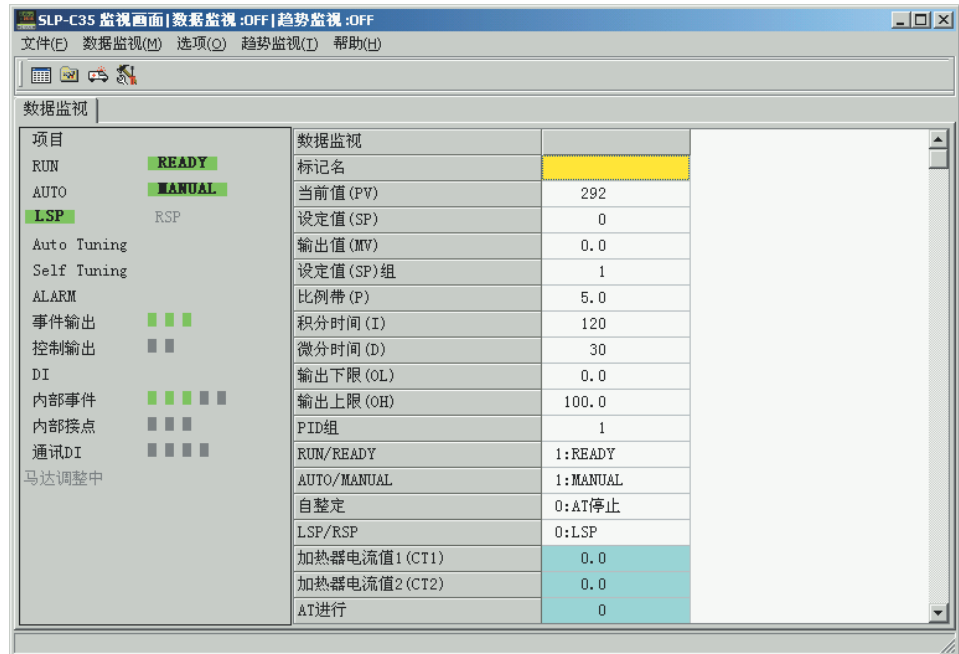 SLP-C35 监视画面|数据监视:OFF|趋势监视:OFF
文件(F) 数据监视(M) 选项(O) 趋势监视(T) 帮助(H)
数据监视
项目
RUN READY
AUTO MANUAL
LSP RSP
Auto Tuning
Self Tuning
ALARM
事件输出
控制输出
DI
内部事件
内部接点
通讯DI
马达调整中
数据监视
标记名
当前值(PV) 292
设定值(SP) 0
输出值(MV) 0.0
设定值(SP)组 1
比例带(P) 5.0
积分时间(I) 120
微分时间(D) 30
输出下限(OL) 0.0
输出上限(OH) 100.0
PID组 1
RUN/READY 1:READY
AUTO/MANUAL 1:MANUAL
自整定 0:AT停止
LSP/RSP 0:LSP
加热器电流值1(CT1) 0.0
加热器电流值2(CT2) 0.0
AT进行 0